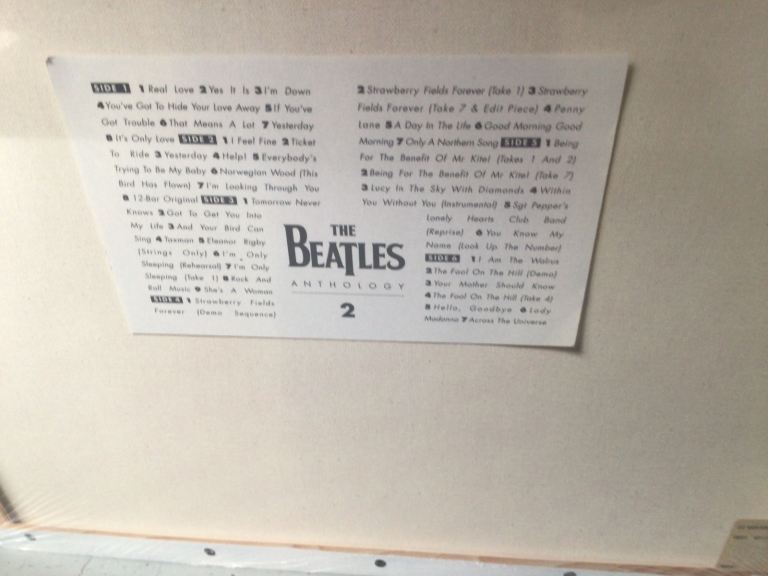 SIDE 1 1 Real Love 2 Yes It Is 3 I'm Down
4 You've Got To Hide Your Love Away 5 If You've
Got Trouble 6 That Means A Lot 7 Yesterday
8 It's Only Love SIDE 2 1 I Feel Fine 2 Ticket
To Ride 3 Yesterday 4 Help! 5 Everybody's
Trying To Be My Baby 6 Norwegian Wood (This
Bird Has Flown) 7 I'm Looking Through You
8 12-Bar Original SIDE 3 1 Tomorrow Never
Knows 2 Got To Get You Into
My Life 3 And Your Bird Can
Sing 4 Taxman 5 Eleanor Rigby
(Strings Only) 6 I'm Only
Sleeping (Rehearsal) 7 I'm Only
Sleeping (Take 1) 8 Rock And
Roll Music 9 She's A Woman
SIDE 4 1 Strawberry Fields
Forever (Demo Sequence)
THE
BEATLES
ANTHOLOGY
2
2 Strawberry Fields Forever (Take 1) 3 Strawberry
Fields Forever (Take 7 & Edit Piece) 4 Penny
Lane 5 A Day In The Life 6 Good Morning Good
Morning 7 Only A Northern Song SIDE 5 1 Being
For The Benefit Of Mr Kite! (Takes 1 And 2)
2 Being For The Benefit Of Mr Kite! (Take 7)
3 Lucy In The Sky With Diamonds 4 Within
You Without You (Instrumental) 5 Sgt Pepper's
Lonely Hearts Club Band
(Reprise) 6 You Know My
Name (Look Up The Number)
SIDE 6 1 I Am The Walrus
2 The Fool On The Hill (Demo)
3 Your Mother Should Know
4 The Fool On The Hill (Take 4)
5 Hello, Goodbye 6 Lady
Madonna 7 Across The Universe